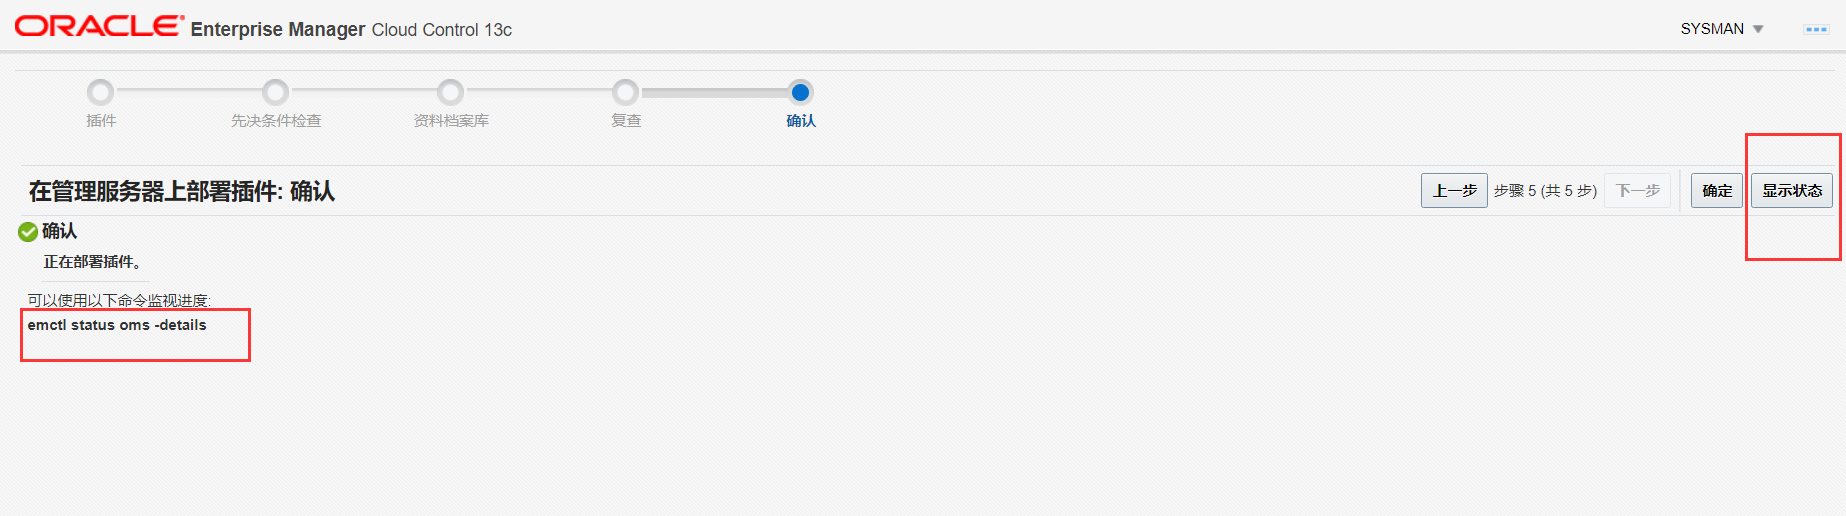 ORACLE Enterprise Manager Cloud Control 13c
SYSMAN
插件 先决条件检查 资料档案库 复查 确认
在管理服务器上部署插件: 确认
上一步 步骤 5 (共 5 步) 下一步 确定 显示状态
确认
正在部署插件。
可以使用以下命令监视进度:
emctl status oms -details